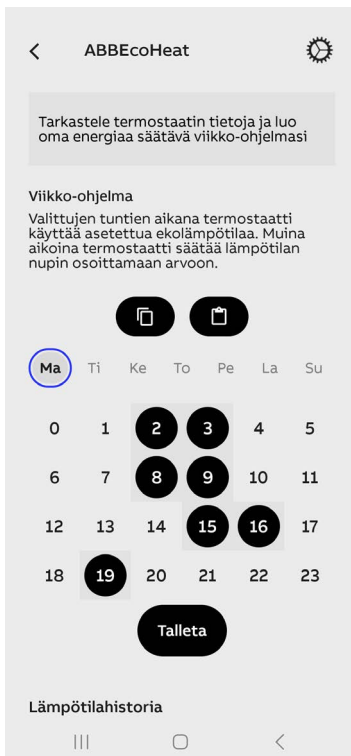 ABBEcoHeat
Tarkastele termostaatin tietoja ja luo
oma energiaa säätävä viikko-ohjelmasi
Viikko-ohjelma
Valittujen tuntien aikana termostaatti
käyttää asetettua ekolämpötilaa. Muina
aikoina termostaatti säätää lämpötilan
nupin osoittamaan arvoon.
Ma Ti Ke To Pe La Su
0 1 2 3 4 5
6 7 8 9 10 11
12 13 14 15 16 17
18 19 20 21 22 23
Talleta
Lämpötilahistoria